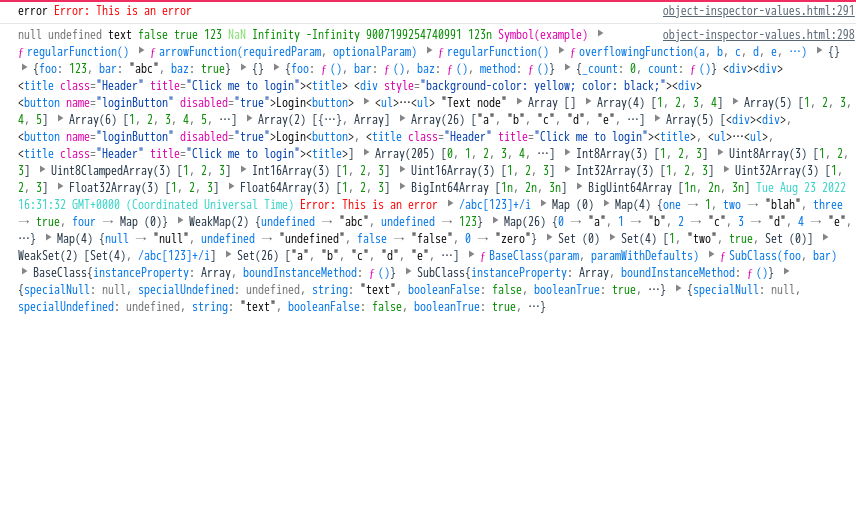 error Error: This is an error object-inspector-values.html:291
null undefined text false true 123 NaN Infinity -Infinity 9007199254740991 123n Symbol(example) ▶ object-inspector-values.html:298
ƒ regularFunction() ▶ ƒ arrowFunction(requiredParam, optionalParam) ▶ ƒ regularFunction() ▶ ƒ overflowingFunction(a, b, c, d, e, …) ▶ {}
▶ {foo: 123, bar: "abc", baz: true} ▶ {} ▶ {foo: ƒ (), bar: ƒ (), baz: ƒ (), method: ƒ ()} ▶ {_count: 0, count: ƒ ()} <div><div>
<title class="Header" title="Click me to login"><title> <div style="background-color: yellow; color: black;"><div>
<button name="loginButton" disabled="true">Login<button> ▶ <ul>⋯<ul> "Text node" ▶ Array [] ▶ Array(4) [1, 2, 3, 4] ▶ Array(5) [1, 2, 3,
4, 5] ▶ Array(6) [1, 2, 3, 4, 5, …] ▶ Array(2) [{…}, Array] ▶ Array(26) ["a", "b", "c", "d", "e", …] ▶ Array(5) [<div><div>,
<button name="loginButton" disabled="true">Login<button>, <title class="Header" title="Click me to login"><title>, <ul>⋯<ul>,
<title class="Header" title="Click me to login"><title>] ▶ Array(205) [0, 1, 2, 3, 4, …] ▶ Int8Array(3) [1, 2, 3] ▶ Uint8Array(3) [1, 2,
3] ▶ Uint8ClampedArray(3) [1, 2, 3] ▶ Int16Array(3) [1, 2, 3] ▶ Uint16Array(3) [1, 2, 3] ▶ Int32Array(3) [1, 2, 3] ▶ Uint32Array(3) [1,
2, 3] ▶ Float32Array(3) [1, 2, 3] ▶ Float64Array(3) [1, 2, 3] ▶ BigInt64Array [1n, 2n, 3n] ▶ BigUint64Array [1n, 2n, 3n] Tue Aug 23 2022
16:31:32 GMT+0000 (Coordinated Universal Time) Error: This is an error ▶ /abc[123]+/i ▶ Map (0) ▶ Map(4) {one → 1, two → "blah", three
→ true, four → Map (0)} ▶ WeakMap(2) {undefined → "abc", undefined → 123} ▶ Map(26) {0 → "a", 1 → "b", 2 → "c", 3 → "d", 4 → "e",
…} ▶ Map(4) {null → "null", undefined → "undefined", false → "false", 0 → "zero"} ▶ Set (0) ▶ Set(4) [1, "two", true, Set (0)] ▶
WeakSet(2) [Set(4), /abc[123]+/i] ▶ Set(26) ["a", "b", "c", "d", "e", …] ▶ ƒ BaseClass(param, paramWithDefaults) ▶ ƒ SubClass(foo, bar)
▶ BaseClass{instanceProperty: Array, boundInstanceMethod: ƒ ()} ▶ SubClass{instanceProperty: Array, boundInstanceMethod: ƒ ()} ▶
{specialNull: null, specialUndefined: undefined, string: "text", booleanFalse: false, booleanTrue: true, …} ▶ {specialNull: null,
specialUndefined: undefined, string: "text", booleanFalse: false, booleanTrue: true, …}